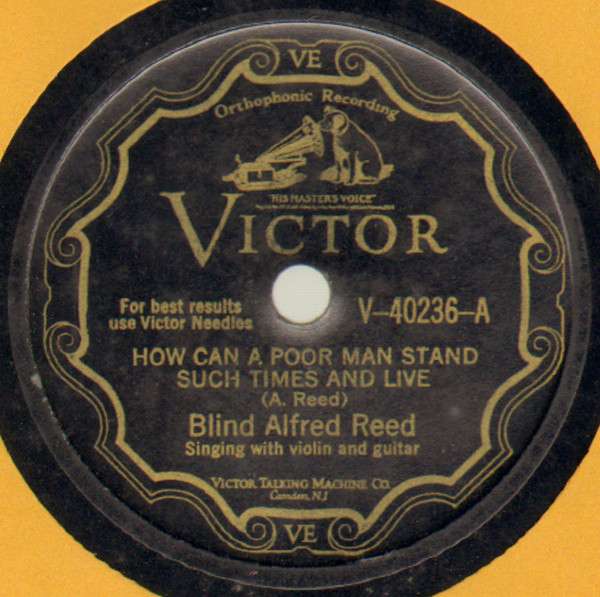 VE
Orthophonic Recording
"HIS MASTER'S VOICE"
VICTOR
For best results
use Victor Needles
V-40236-A
HOW CAN A POOR MAN STAND
SUCH TIMES AND LIVE
(A. Reed)
Blind Alfred Reed
Singing with violin and guitar
VICTOR TALKING MACHINE CO.
Camden, N.J
VE